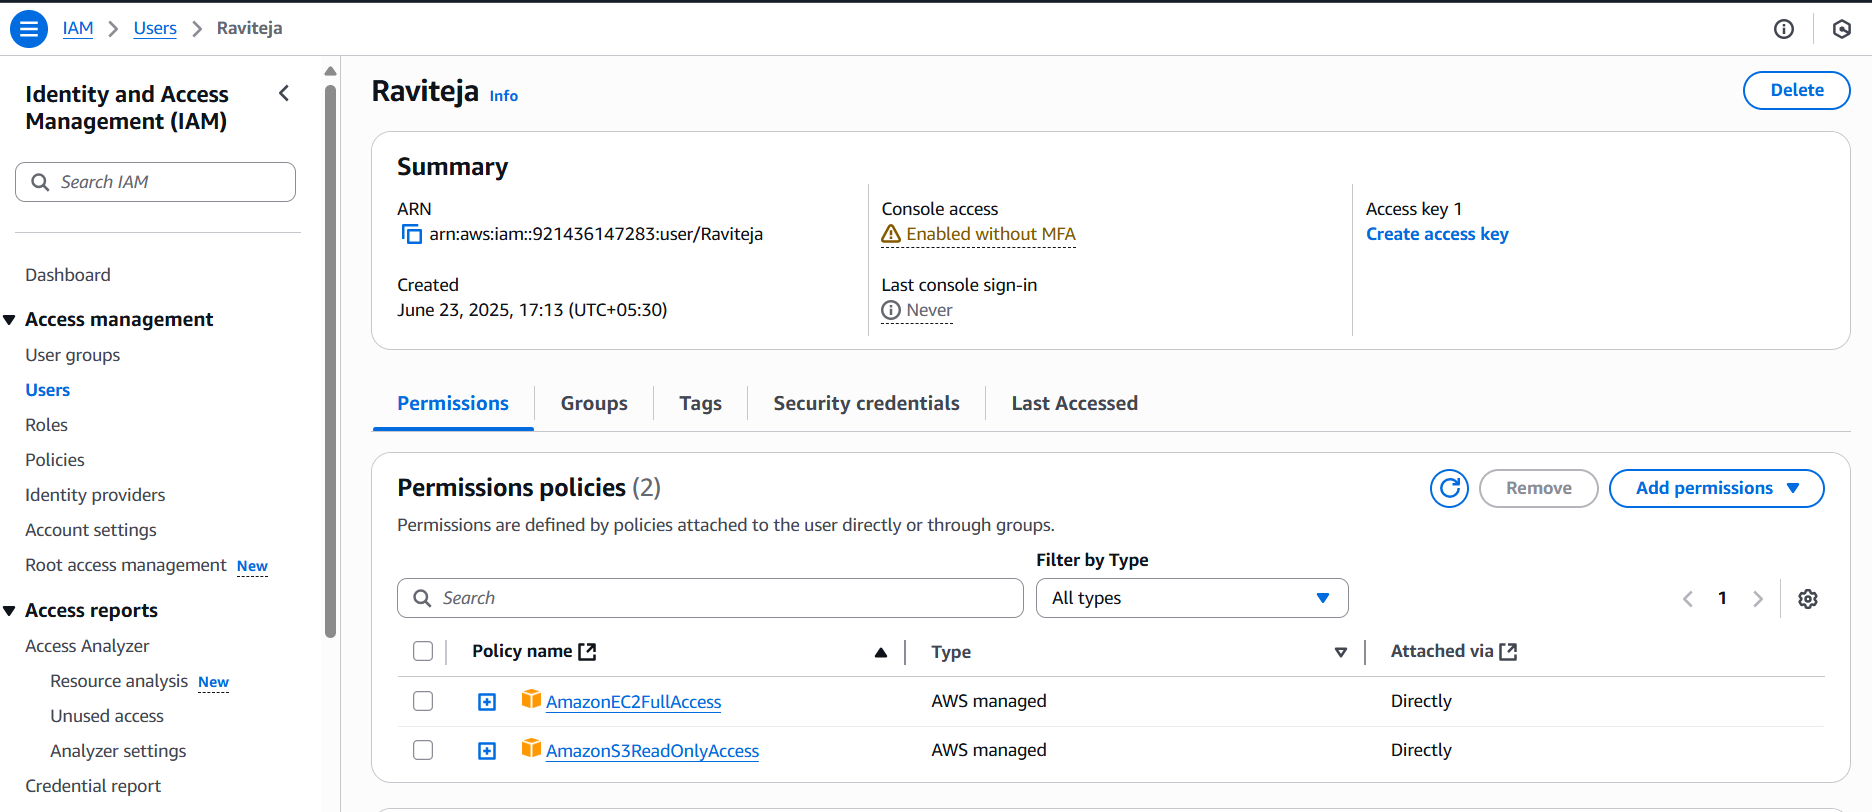 IAM > Users > Raviteja
Identity and Access
Management (IAM)
Search IAM
Dashboard
Access management
User groups
Users
Roles
Policies
Identity providers
Account settings
Root access management New
Access reports
Access Analyzer
Resource analysis New
Unused access
Analyzer settings
Credential report
Raviteja Info
Delete
Summary
ARN
arn:aws:iam::921436147283:user/Raviteja
Created
June 23, 2025, 17:13 (UTC+05:30)
Console access
Enabled without MFA
Last console sign-in
Never
Access key 1
Create access key
Permissions Groups Tags Security credentials Last Accessed
Permissions policies (2)
Remove
Add permissions
Permissions are defined by policies attached to the user directly or through groups.
Filter by Type
Search
All types
1
Policy name Type Attached via
AmazonEC2FullAccess AWS managed Directly
AmazonS3ReadOnlyAccess AWS managed Directly